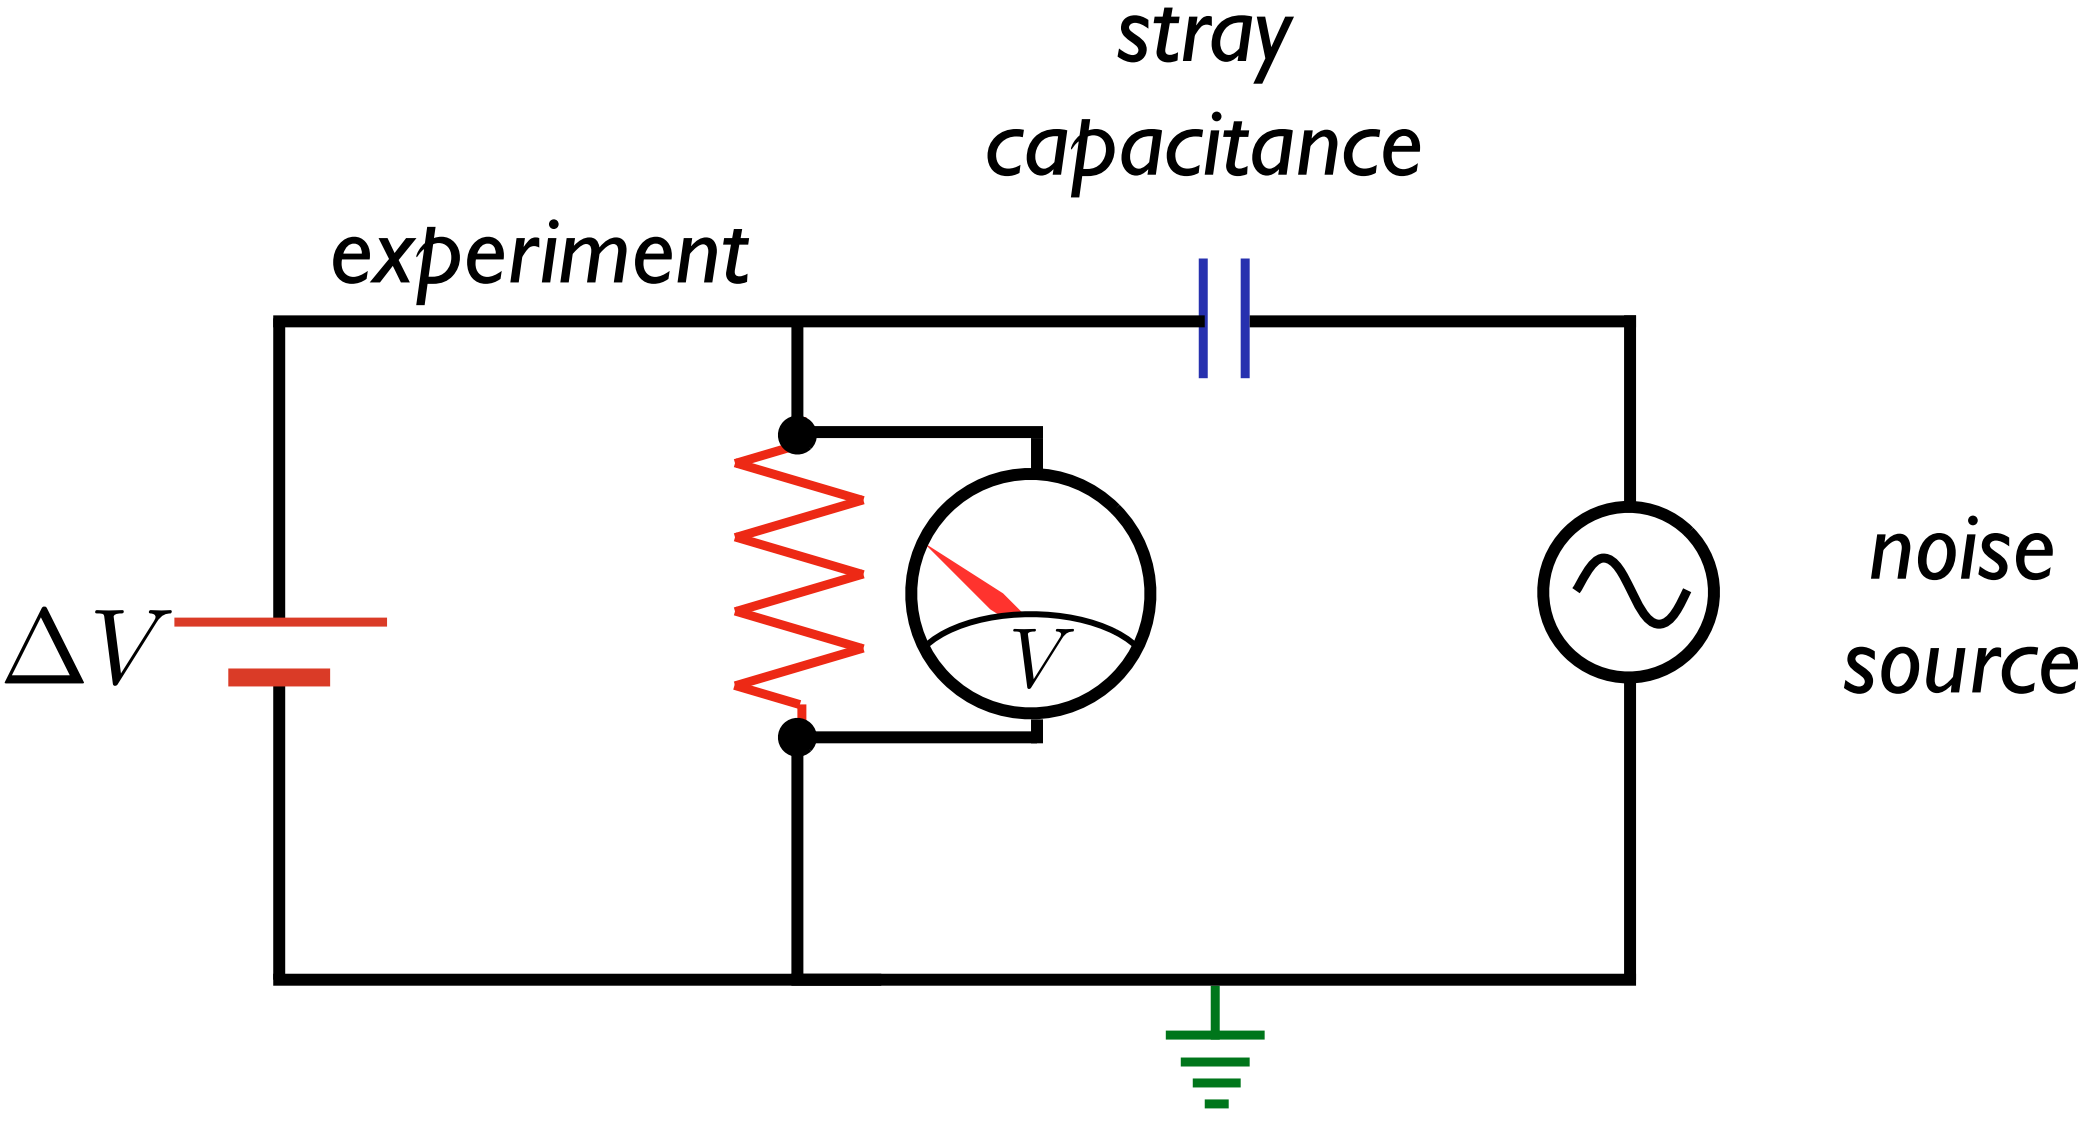 stray
capacitance
experiment
ΔV
V
noise
source